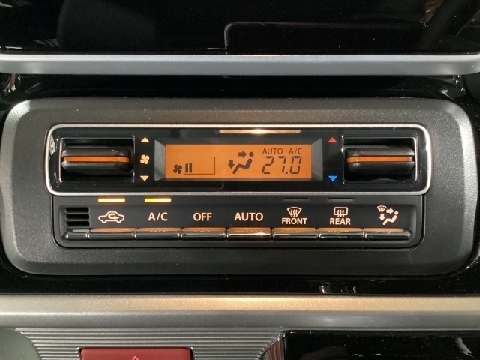 AUTO A/C
27.0
A/C OFF AUTO FRONT REAR